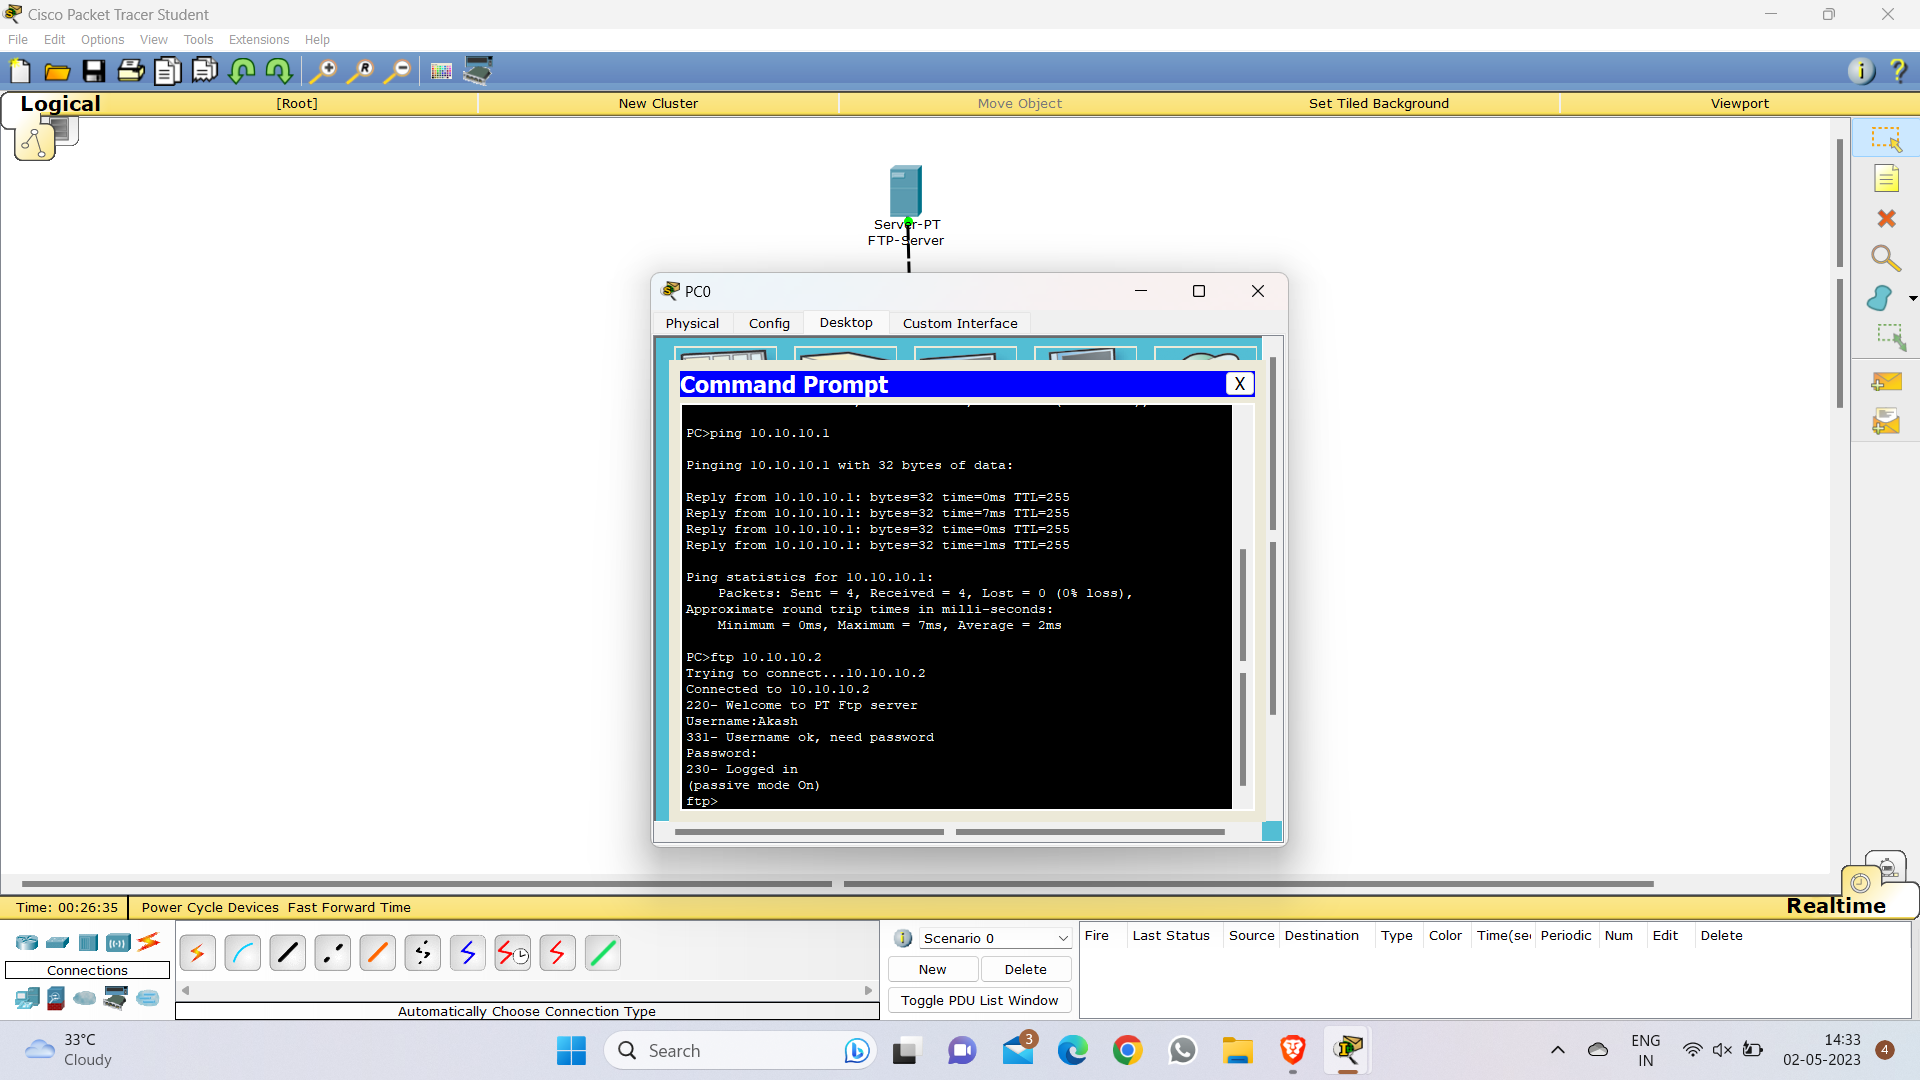 Cisco Packet Tracer Student
File Edit Options View Tools Extensions Help
Logical [Root] New Cluster Move Object Set Tiled Background Viewport
Server-PT
FTP-Server
PC0
Physical Config Desktop Custom Interface
Command Prompt X
PC>ping 10.10.10.1
Pinging 10.10.10.1 with 32 bytes of data:
Reply from 10.10.10.1: bytes=32 time=0ms TTL=255
Reply from 10.10.10.1: bytes=32 time=7ms TTL=255
Reply from 10.10.10.1: bytes=32 time=0ms TTL=255
Reply from 10.10.10.1: bytes=32 time=1ms TTL=255
Ping statistics for 10.10.10.1:
Packets: Sent = 4, Received = 4, Lost = 0 (0% loss),
Approximate round trip times in milli-seconds:
Minimum = 0ms, Maximum = 7ms, Average = 2ms
PC>ftp 10.10.10.2
Trying to connect...10.10.10.2
Connected to 10.10.10.2
220- Welcome to PT Ftp server
Username:Akash
331- Username ok, need password
Password:
230- Logged in
(passive mode On)
ftp>
Time: 00:26:35 Power Cycle Devices Fast Forward Time
Realtime
Connections
Automatically Choose Connection Type
Scenario 0
New Delete
Toggle PDU List Window
Fire Last Status Source Destination Type Color Time(sec Periodic Num Edit Delete
33°C
Cloudy
Search
3
ENG
IN
14:33
02-05-2023
4